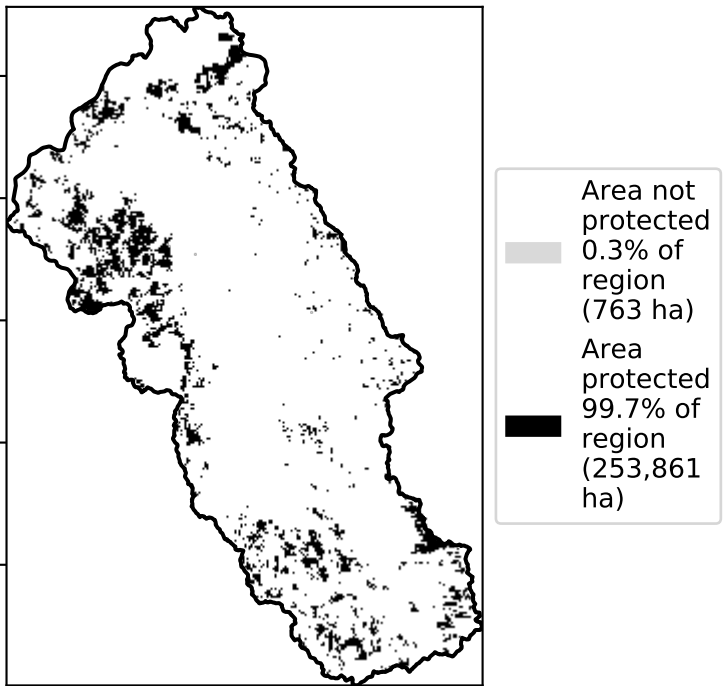 Area not
protected
0.3% of
region
(763 ha)
Area
protected
99.7% of
region
(253,861
ha)